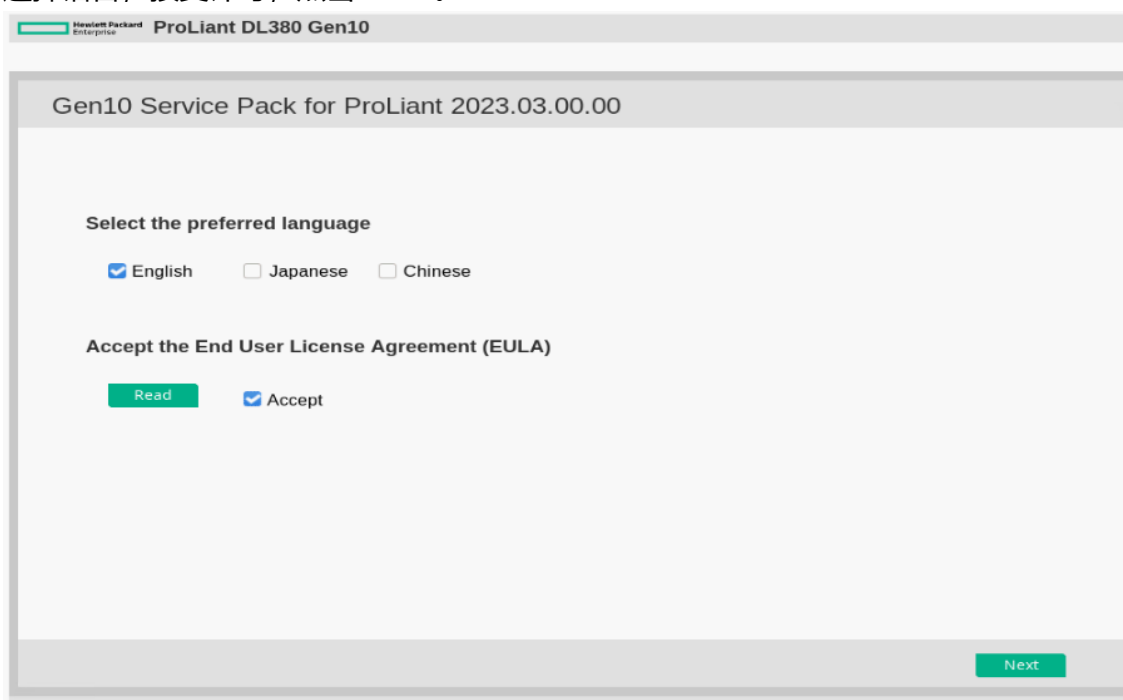 Hewlett Packard
Enterprise
ProLiant DL380 Gen10
Gen10 Service Pack for ProLiant 2023.03.00.00
Select the preferred language
English Japanese Chinese
Accept the End User License Agreement (EULA)
Read Accept
Next